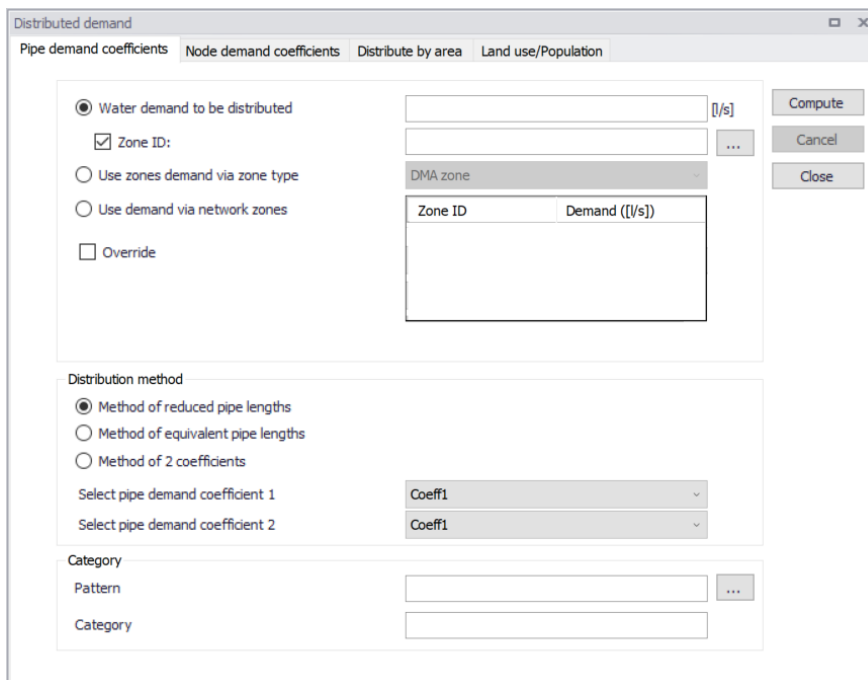 Distributed demand
Pipe demand coefficients Node demand coefficients Distribute by area Land use/Population
Water demand to be distributed [l/s] Compute
Zone ID: ... Cancel
Use zones demand via zone type DMA zone Close
Use demand via network zones Zone ID Demand ([l/s])
Override
Distribution method
Method of reduced pipe lengths
Method of equivalent pipe lengths
Method of 2 coefficients
Select pipe demand coefficient 1 Coeff1
Select pipe demand coefficient 2 Coeff1
Category
Pattern ...
Category